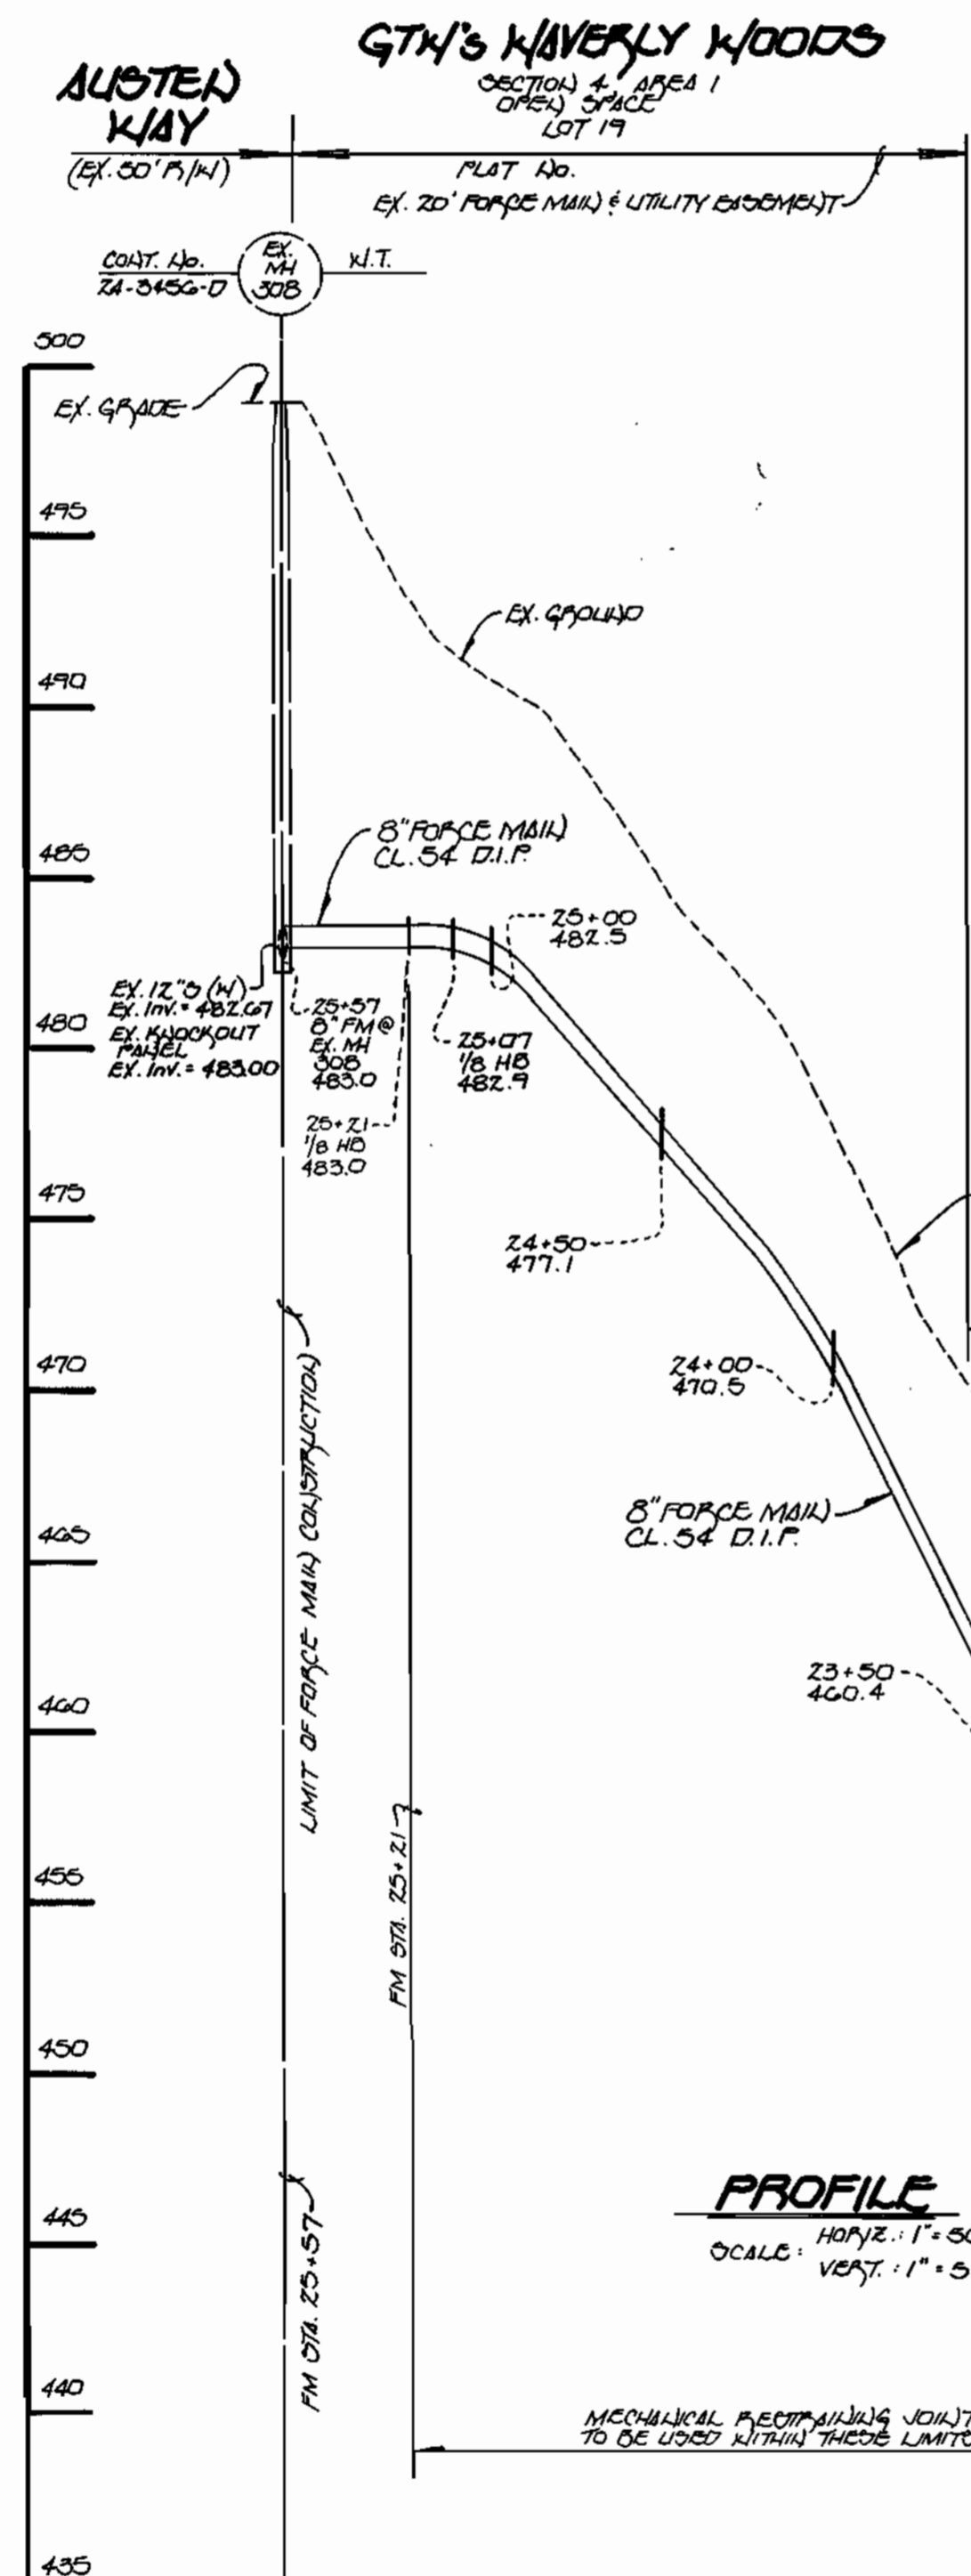 GTW's WAVERLY WOODS
SECTION 4, AREA 1
OPEN SPACE
LOT 19
AUSTEN
WAY
(EX. 50' R/W)
PLAT No.
EX. 20' FORCE MAIN & UTILITY EASEMENT
CONT. No.
24-3456-D
EX.
MH
308
W.T.
500
EX. GRADE
495
EX. GROUND
490
8" FORCE MAIN
CL. 54 D.I.P.
485
25+00
482.5
EX. 12"S (W)
EX. Inv. = 482.67
EX. KNOCKOUT
PANEL
EX. Inv. = 483.00
480
25+57
8" FM @
EX. MH
308
483.0
25+07
1/8 HB
482.9
25+21
1/8 HB
483.0
475
24+50
477.1
470
24+00
470.5
LIMIT OF FORCE MAIN CONSTRUCTION
8" FORCE MAIN
CL. 54 D.I.P.
465
23+50
460.4
460
FM STA. 25+21
455
450
PROFILE
SCALE: HORIZ.: 1" = 50
VERT.: 1" = 5
445
FM STA. 25+57
440
MECHANICAL RESTRAINING JOINT
TO BE USED WITHIN THESE LIMITS
435